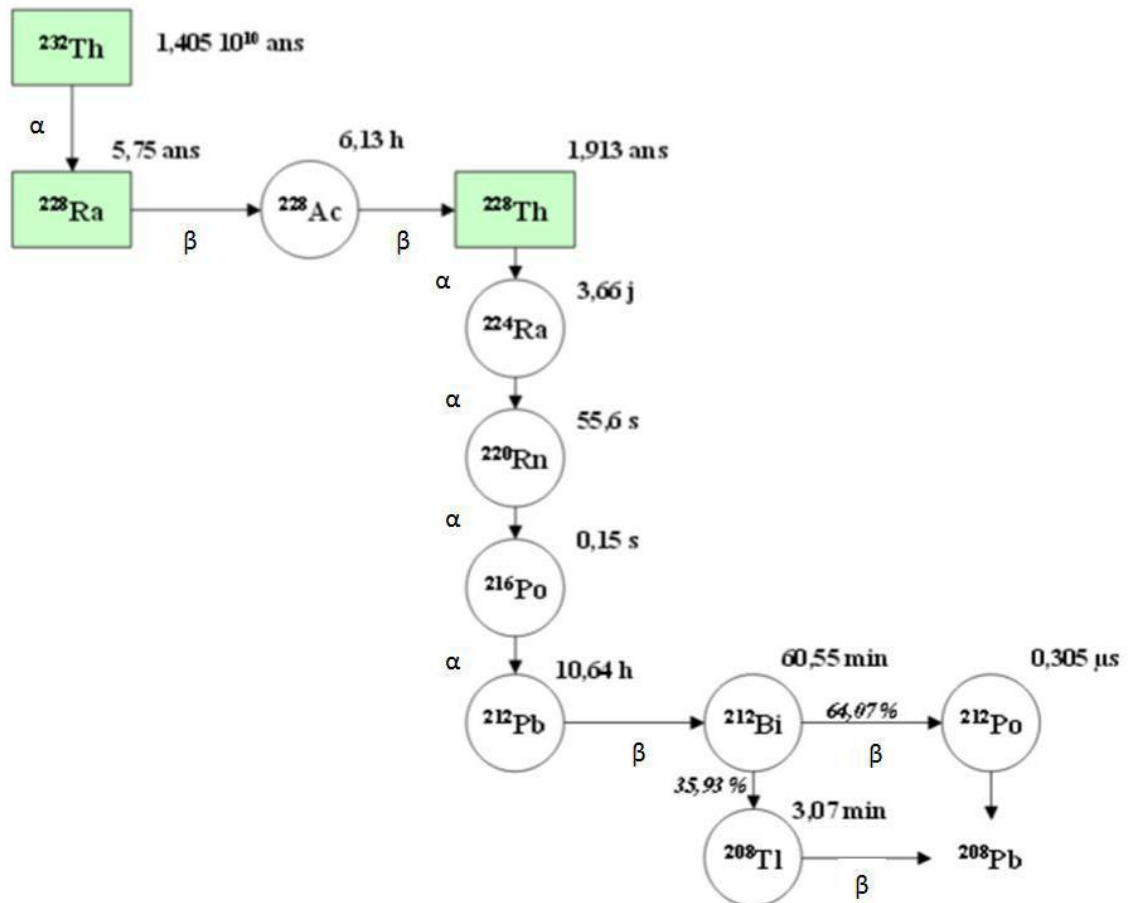 ²³²Th 1,405 10¹⁰ ans
α
5,75 ans 6,13 h 1,913 ans
²²⁸Ra ²²⁸Ac ²²⁸Th
β β
α 3,66 j
²²⁴Ra
α 55,6 s
²²⁰Rn
α 0,15 s
²¹⁶Po
α 10,64 h 60,55 min 0,305 µs
²¹²Pb ²¹²Bi 64,07 % ²¹²Po
β β
35,93 %
3,07 min
²⁰⁸Tl ²⁰⁸Pb
β